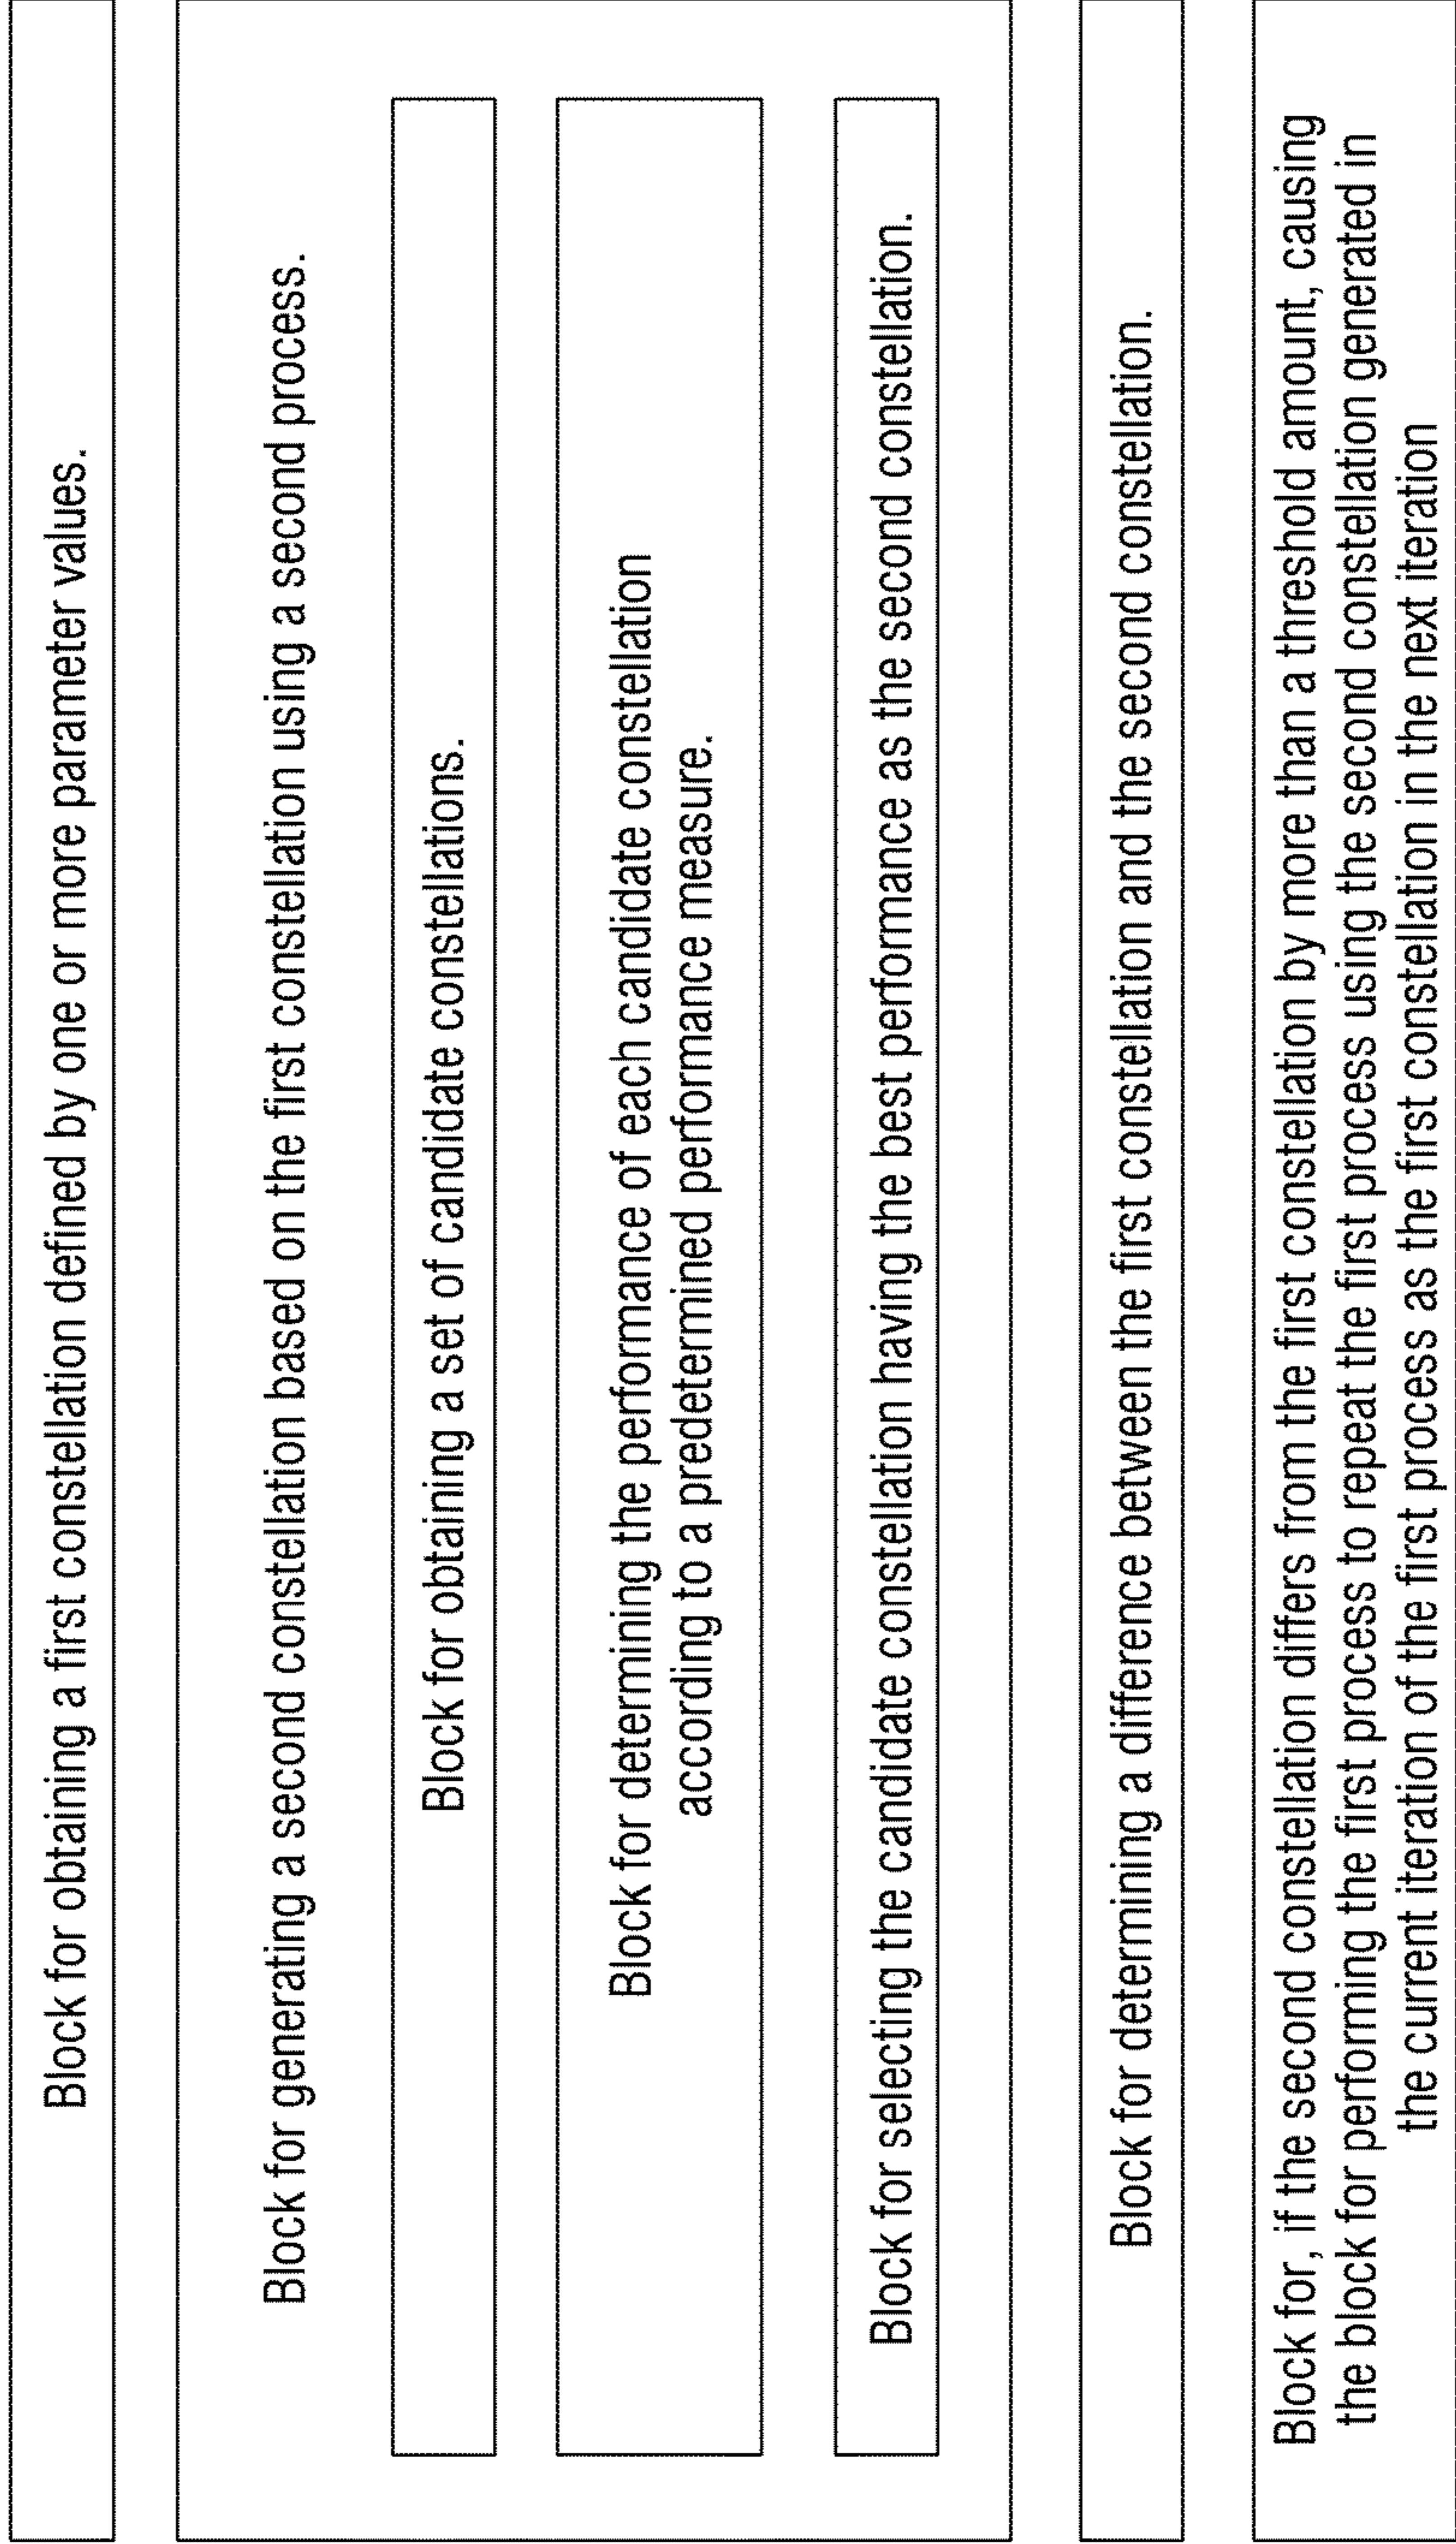 Block for obtaining a first constellation defined by one or more parameter values.
Block for generating a second constellation based on the first constellation using a second process.
Block for obtaining a set of candidate constellations.
Block for determining the performance of each candidate constellation
according to a predetermined performance measure.
Block for selecting the candidate constellation having the best performance as the second constellation.
Block for determining a difference between the first constellation and the second constellation.
Block for, if the second constellation differs from the first constellation by more than a threshold amount, causing
the block for performing the first process to repeat the first process using the second constellation generated in
the current iteration of the first process as the first constellation in the next iteration